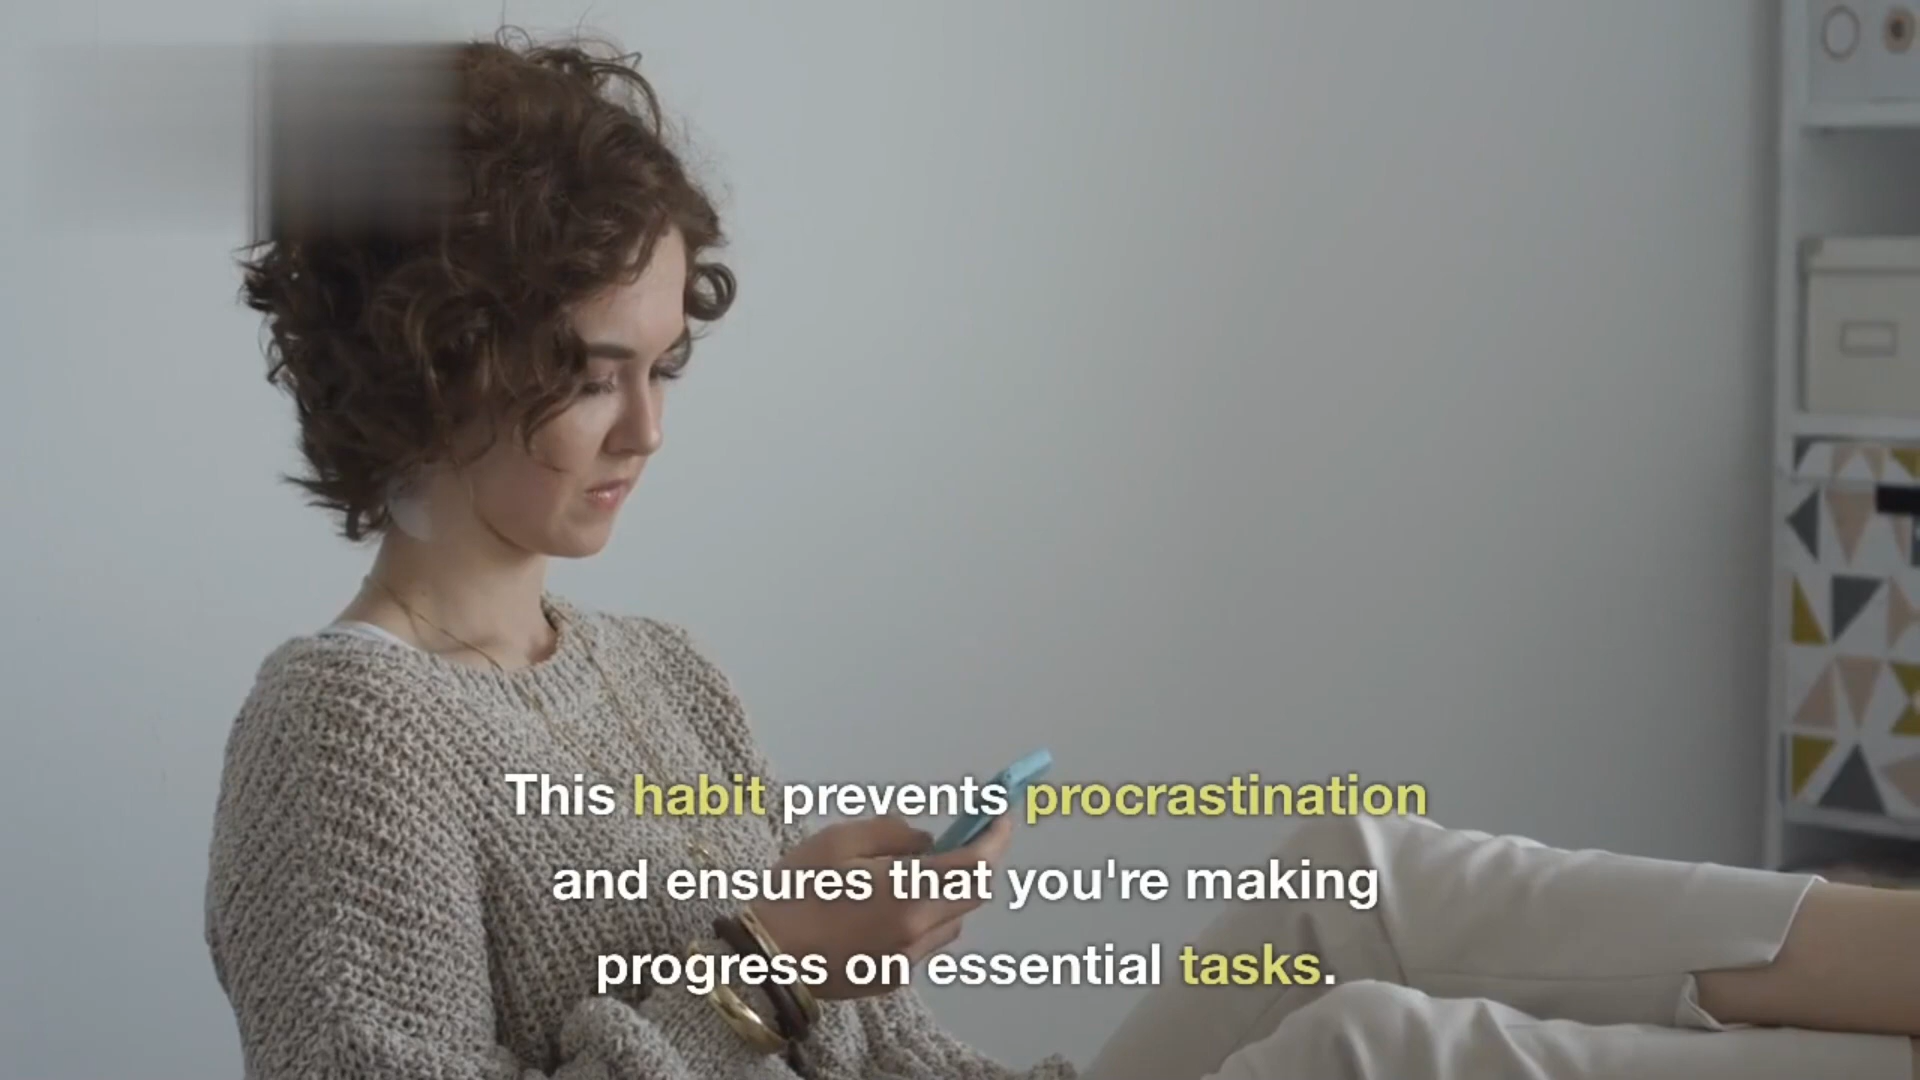 This habit prevents procrastination
and ensures that you're making
progress on essential tasks.